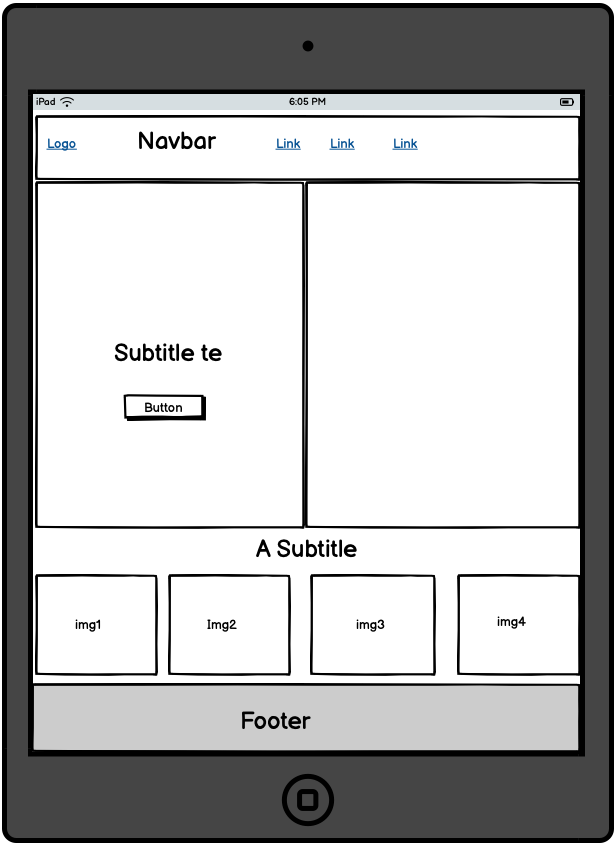 iPad 6:05 PM
Logo Navbar Link Link Link
Subtitle te
Button
A Subtitle
img1 Img2 img3 img4
Footer